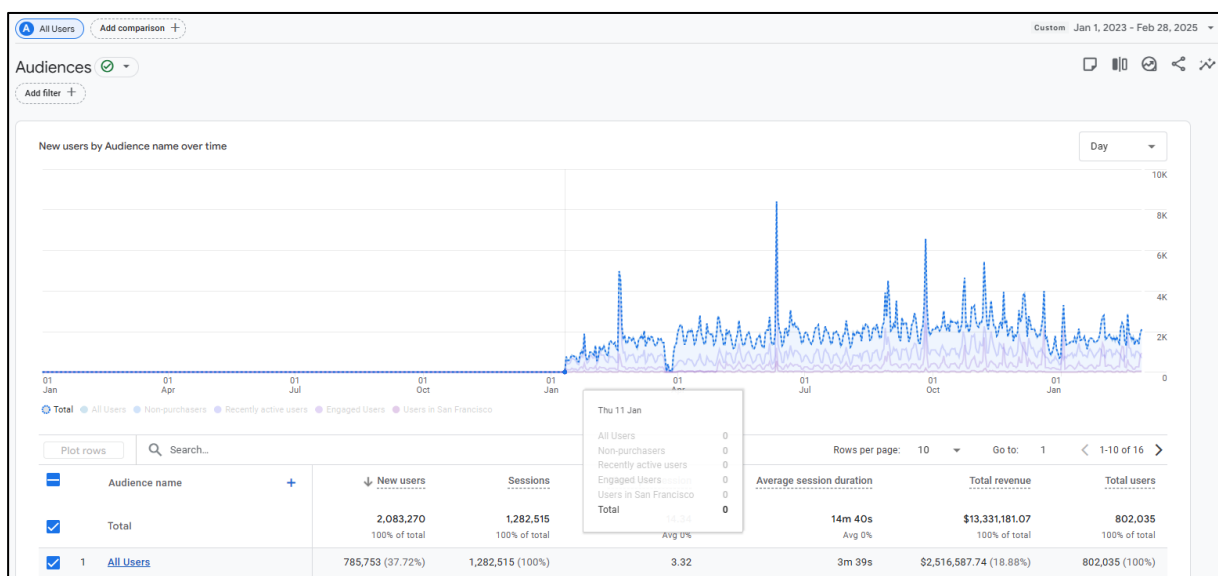 A All Users Add comparison + Custom Jan 1, 2023 - Feb 28, 2025
Audiences
Add filter +
New users by Audience name over time Day
10K
8K
6K
4K
2K
0
01 01 01 01 01 01 01 01 01
Jan Apr Jul Oct Jan Apr Jul Oct Jan
Total All Users Non-purchasers Recently active users Engaged Users Users in San Francisco
Thu 11 Jan
All Users 0
Non-purchasers 0
Recently active users 0
Engaged Users 0
Users in San Francisco 0
Total 0
Plot rows Search... Rows per page: 10 Go to: 1 < 1-10 of 16 >
Audience name + ↓ New users Sessions Average session duration Total revenue Total users
Total 2,083,270 1,282,515 14m 40s $13,331,181.07 802,035
100% of total 100% of total Avg 0% Avg 0% 100% of total 100% of total
1 All Users 785,753 (37.72%) 1,282,515 (100%) 3.32 3m 39s $2,516,587.74 (18.88%) 802,035 (100%)